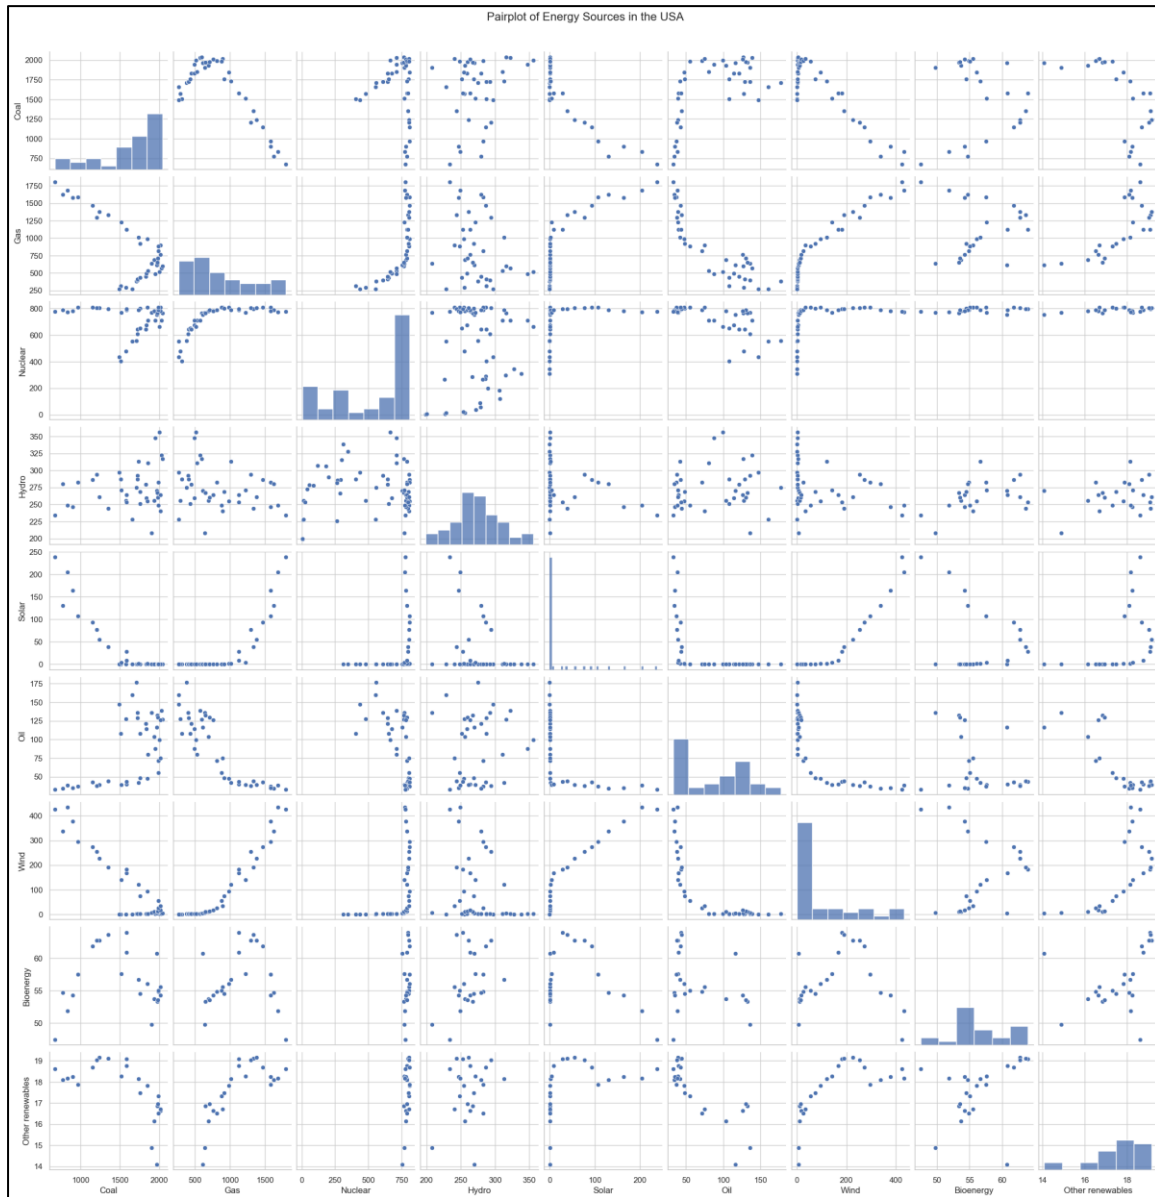 Pairplot of Energy Sources in the USA
2000
1750
1500
1250
1000
750
Coal
1750
1500
1250
1000
750
500
250
Gas
800
600
400
200
0
Nuclear
350
325
300
275
250
225
200
Hydro
250
200
150
100
50
0
Solar
175
150
125
100
75
50
Oil
400
300
200
100
0
Wind
60
55
50
Bioenergy
19
18
17
16
15
14
Other renewables
1000 1500 2000
Coal
500 1000 1500
Gas
0 250 500 750
Nuclear
200 250 300 350
Hydro
0 100 200
Solar
50 100 150
Oil
0 200 400
Wind
50 55 60
Bioenergy
14 16 18
Other renewables